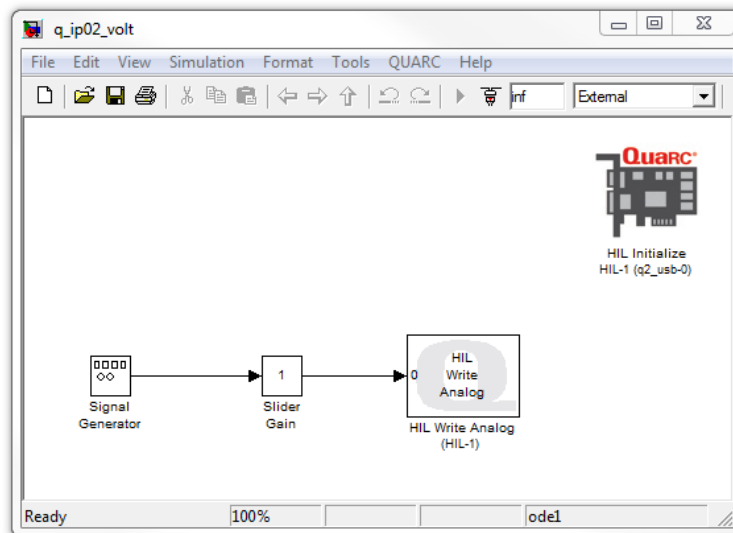 q_ip02_volt
File Edit View Simulation Format Tools QUARC Help
inf External
QUARC®
HIL Initialize
HIL-1 (q2_usb-0)
HIL
0 Write
Analog
1
Signal
Generator
Slider
Gain
HIL Write Analog
(HIL-1)
Ready 100% ode1